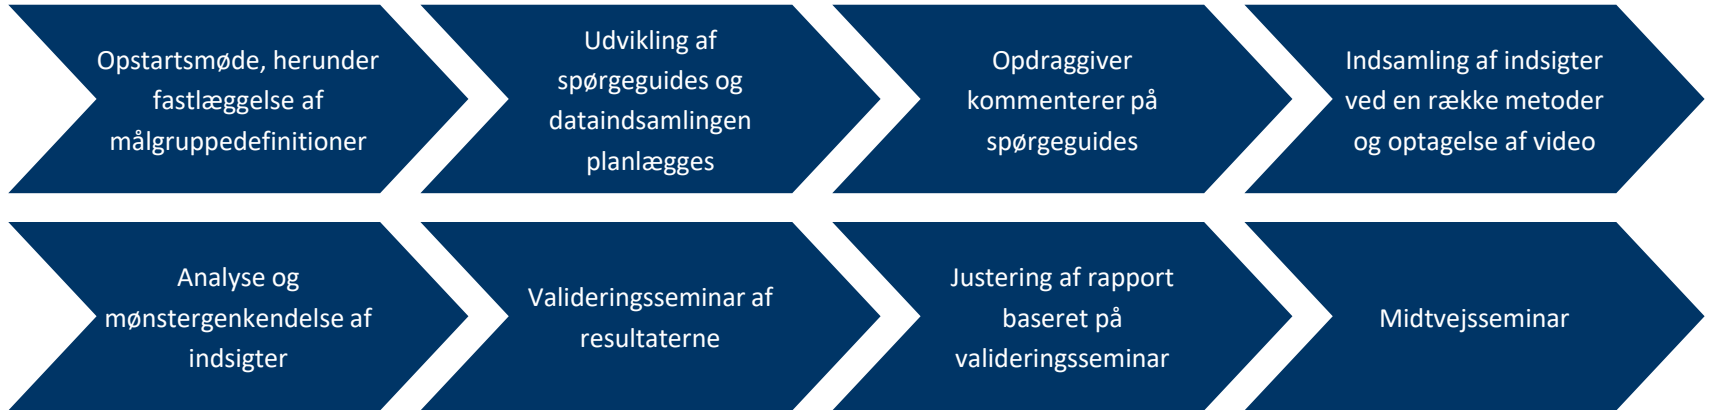 Opstartsmøde, herunder
fastlæggelse af
målgruppedefinitioner
Udvikling af
spørgeguides og
dataindsamlingen
planlægges
Opdraggiver
kommenterer på
spørgeguides
Indsamling af indsigter
ved en række metoder
og optagelse af video
Analyse og
mønstergenkendelse af
indsigter
Valideringsseminar af
resultaterne
Justering af rapport
baseret på
valideringsseminar
Midtvejsseminar